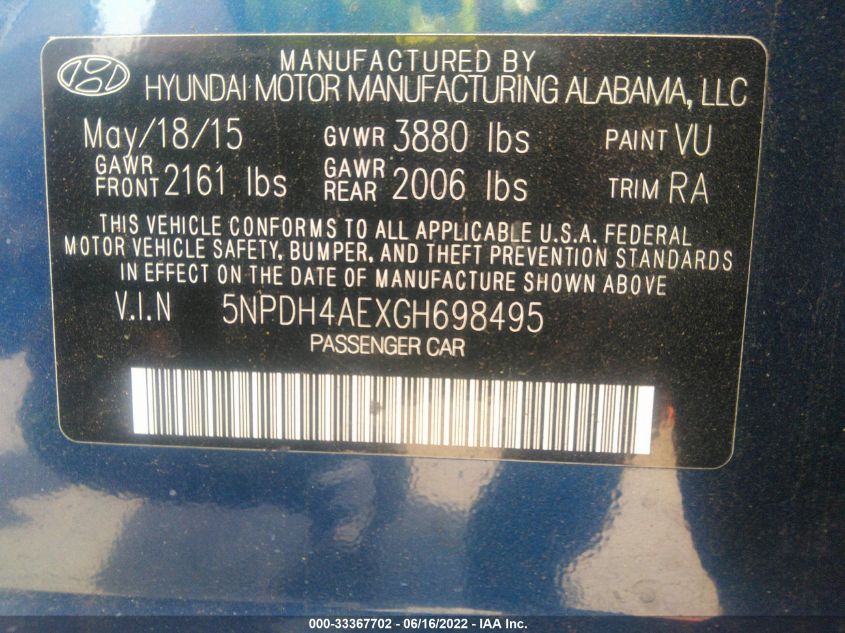 MANUFACTURED BY
HYUNDAI MOTOR MANUFACTURING ALABAMA, LLC
May/18/15 GVWR 3880 lbs PAINT VU
GAWR FRONT 2161 lbs GAWR REAR 2006 lbs TRIM RA
THIS VEHICLE CONFORMS TO ALL APPLICABLE U.S.A. FEDERAL
MOTOR VEHICLE SAFETY, BUMPER, AND THEFT PREVENTION STANDARDS
IN EFFECT ON THE DATE OF MANUFACTURE SHOWN ABOVE
V.I.N 5NPDH4AEXGH698495
PASSENGER CAR
000-33367702 - 06/16/2022 - IAA Inc.